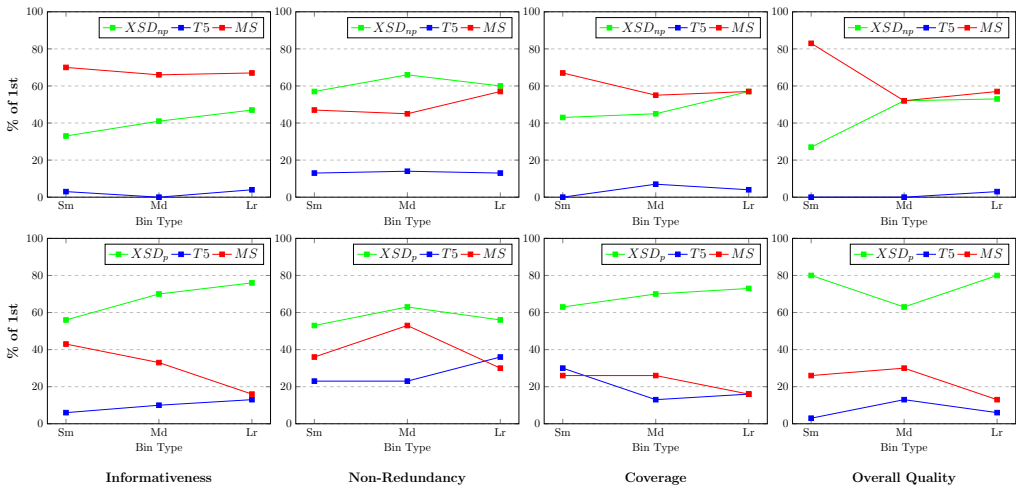 100
80
60
40
20
0
% of 1st
XSD_np T5 MS
Sm Md Lr
Bin Type
100
80
60
40
20
0
XSD_np T5 MS
Sm Md Lr
Bin Type
100
80
60
40
20
0
XSD_np T5 MS
Sm Md Lr
Bin Type
100
80
60
40
20
0
XSD_np T5 MS
Sm Md Lr
Bin Type
100
80
60
40
20
0
% of 1st
XSD_p T5 MS
Sm Md Lr
Bin Type
100
80
60
40
20
0
XSD_p T5 MS
Sm Md Lr
Bin Type
100
80
60
40
20
0
XSD_p T5 MS
Sm Md Lr
Bin Type
100
80
60
40
20
0
XSD_p T5 MS
Sm Md Lr
Bin Type
Informativeness
Non-Redundancy
Coverage
Overall Quality